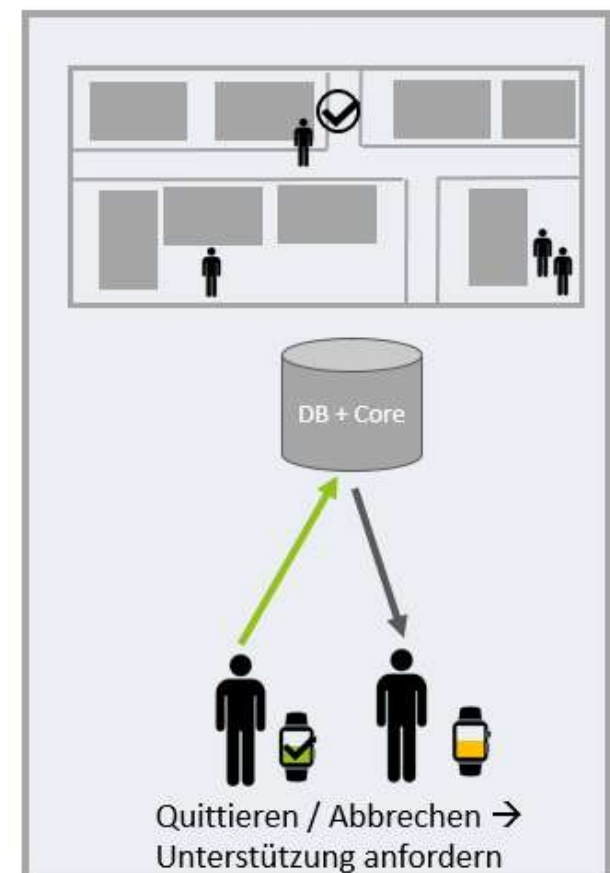 DB + Core
Quittieren / Abbrechen →
Unterstützung anfordern